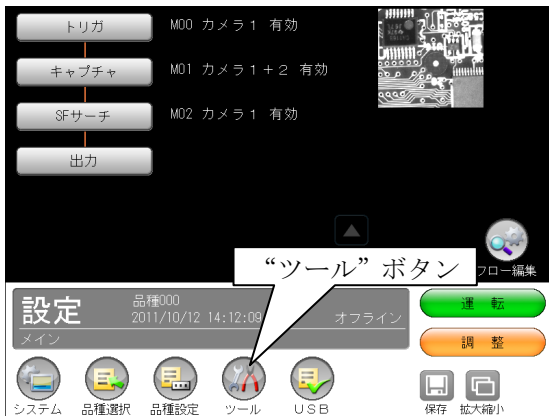 トリガ M00 カメラ1 有効
キャプチャ M01 カメラ1+2 有効
SFサーチ M02 カメラ1 有効
出力
フロー編集
“ツール”ボタン
設定 品種000
2011/10/12 14:12:09 オフライン
メイン
運 転
調 整
システム 品種選択 品種設定 ツール USB 保存 拡大縮小